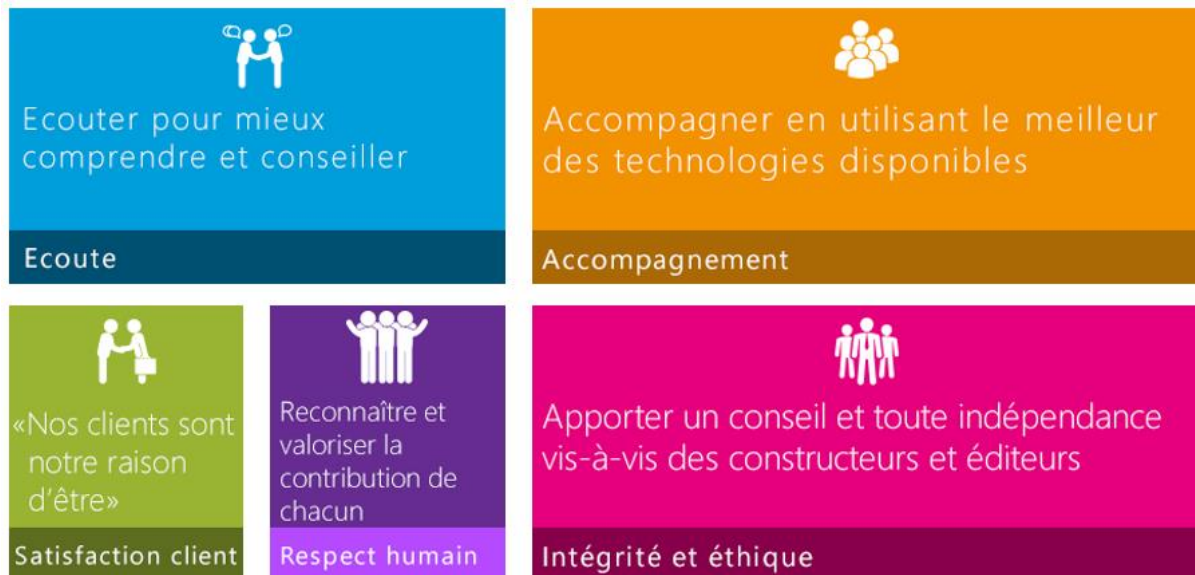 Ecouter pour mieux
comprendre et conseiller
Ecoute
Accompagner en utilisant le meilleur
des technologies disponibles
Accompagnement
«Nos clients sont
notre raison
d'être»
Satisfaction client
Reconnaître et
valoriser la
contribution de
chacun
Respect humain
Apporter un conseil et toute indépendance
vis-à-vis des constructeurs et éditeurs
Intégrité et éthique